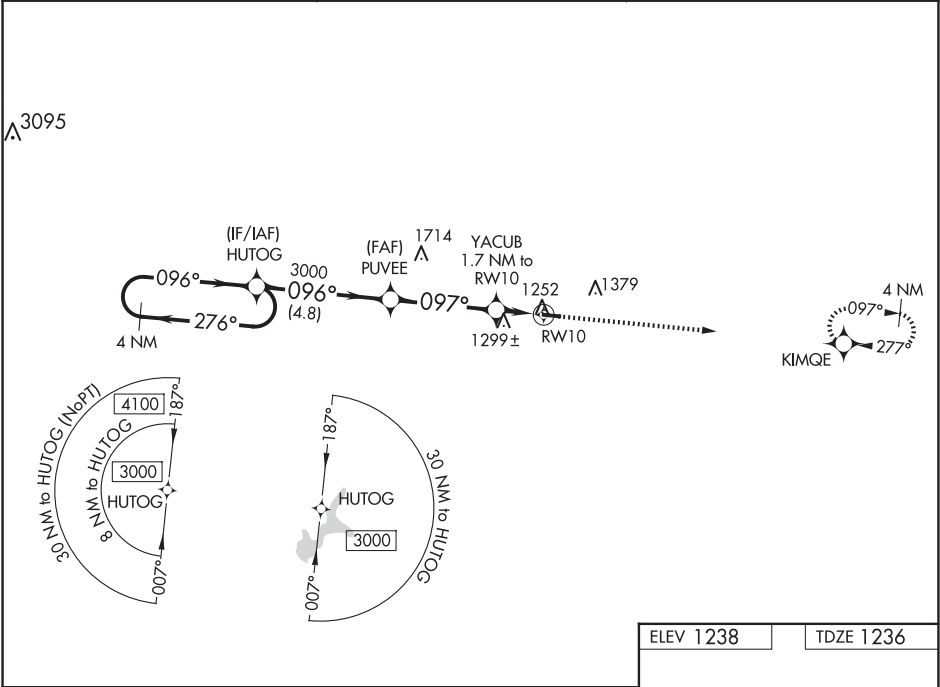 3095
(IF/IAF)
HUTOG
(FAF)
PUVEE
1714
YACUB
1.7 NM to
RW10
3000
096°
096°
(4.8)
097°
1252
1379
4 NM
097°
276°
4 NM
1299±
RW10
KIMQE
277°
30 NM to HUTOG (NoPT)
4100
187°
8 NM to HUTOG
3000
HUTOG
007°
187°
HUTOG
3000
30 NM to HUTOG
007°
ELEV 1238
TDZE 1236